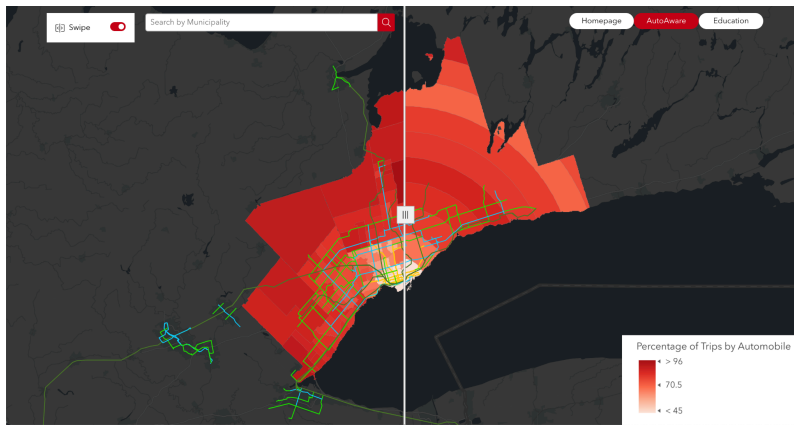 Swipe
Search by Municipality
Homepage
AutoAware
Education
Percentage of Trips by Automobile
> 96
70.5
< 45